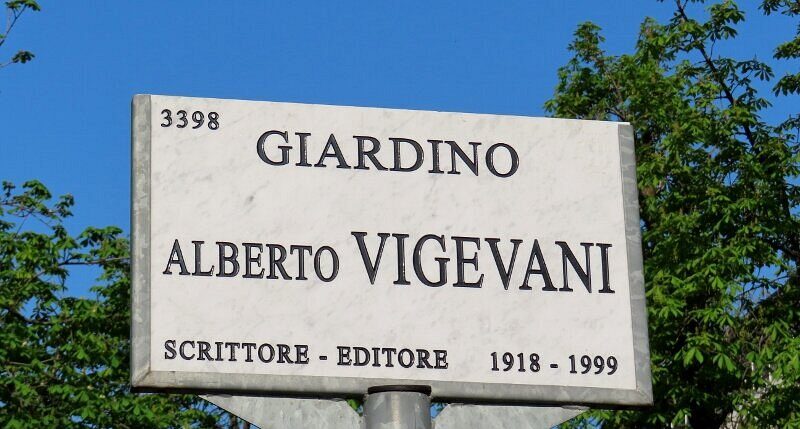 3398
GIARDINO
ALBERTO VIGEVANI
SCRITTORE - EDITORE 1918 - 1999